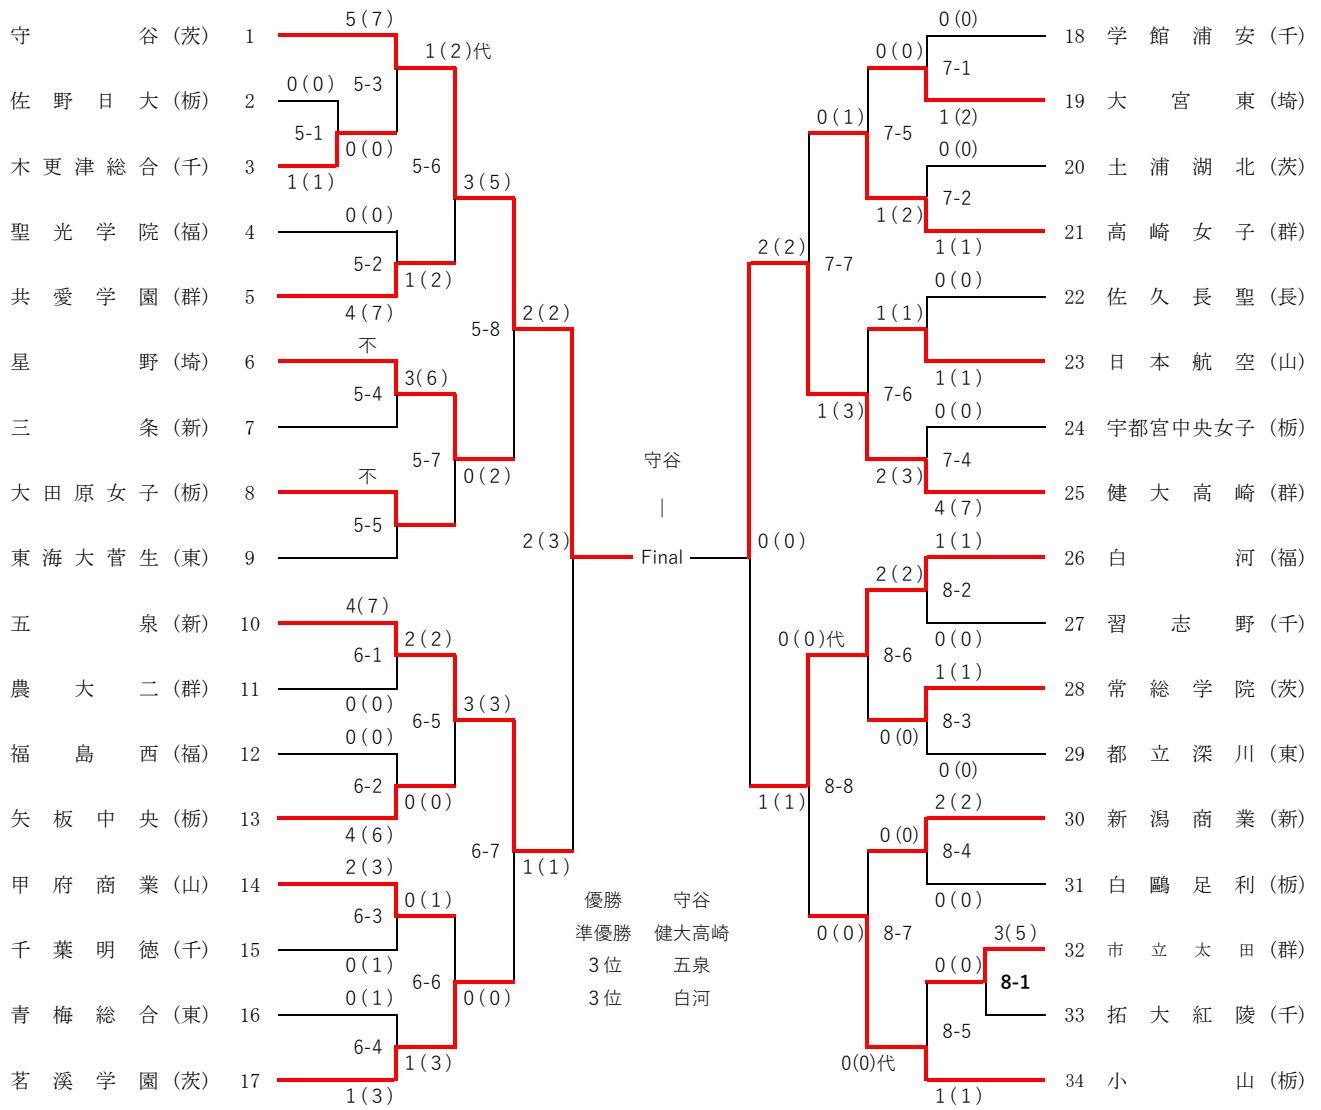 5(7)
守谷(茨) 1
1(2)代
5-3
0(0)
佐野日大(栃) 2
5-1
0(0)
木更津総合(千) 3
1(1)
5-6
3(5)
0(0)
聖光学院(福) 4
5-2
1(2)
共愛学園(群) 5
4(7)
5-8
2(2)
不
星野(埼) 6
3(6)
5-4
三条(新) 7
5-7
0(2)
不
大田原女子(栃) 8
5-5
2(3)
東海大菅生(東) 9
4(7)
五泉(新) 10
2(2)
6-1
農大二(群) 11
0(0)
6-5
3(3)
0(0)
福島西(福) 12
6-2
0(0)
矢板中央(栃) 13
4(6)
6-7
1(1)
2(3)
甲府商業(山) 14
0(1)
6-3
千葉明徳(千) 15
0(1)
6-6
0(0)
0(1)
青梅総合(東) 16
6-4
1(3)
茗溪学園(茨) 17
1(3)
守谷
|
Final
優勝 守谷
準優勝 健大高崎
3位 五泉
3位 白河
0(0)
18 学館浦安(千)
0(0)
7-1
19 大宮東(埼)
1(2)
0(1)
7-5
0(0)
20 土浦湖北(茨)
7-2
1(2)
21 高崎女子(群)
1(1)
2(2)
7-7
0(0)
22 佐久長聖(長)
1(1)
23 日本航空(山)
1(1)
7-6
1(3)
0(0)
24 宇都宮中央女子(栃)
7-4
2(3)
25 健大高崎(群)
4(7)
0(0)
1(1)
26 白河(福)
2(2)
8-2
27 習志野(千)
0(0)
0(0)代
8-6
1(1)
28 常総学院(茨)
8-3
0(0)
29 都立深川(東)
0(0)
8-8
1(1)
2(2)
30 新潟商業(新)
0(0)
8-4
31 白鷗足利(栃)
0(0)
0(0)
8-7
3(5)
32 市立太田(群)
0(0)
8-1
33 拓大紅陵(千)
8-5
0(0)代
34 小山(栃)
1(1)